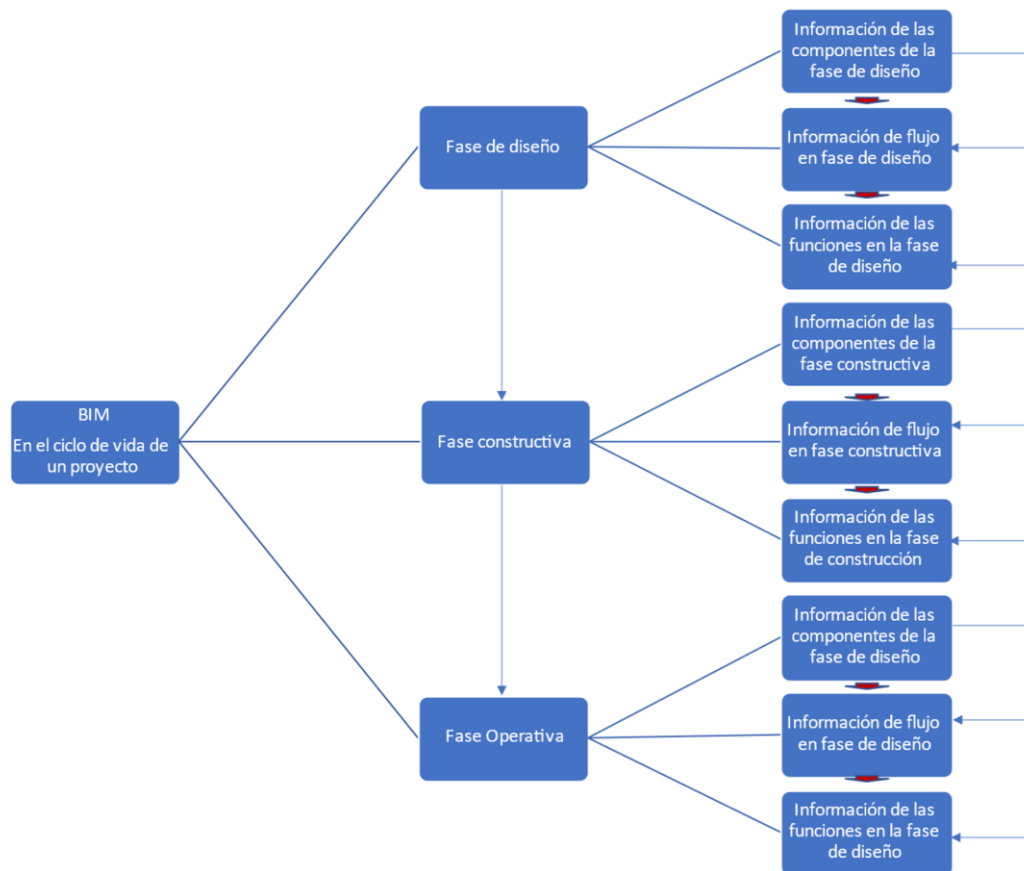 Información de las
componentes de la
fase de diseño
Fase de diseño
Información de flujo
en fase de diseño
Información de las
funciones en la fase
de diseño
Información de las
componentes de la
fase constructiva
BIM
En el ciclo de vida de
un proyecto
Fase constructiva
Información de flujo
en fase constructiva
Información de las
funciones en la fase
de construcción
Información de las
componentes de la
fase de diseño
Fase Operativa
Información de flujo
en fase de diseño
Información de las
funciones en la fase
de diseño